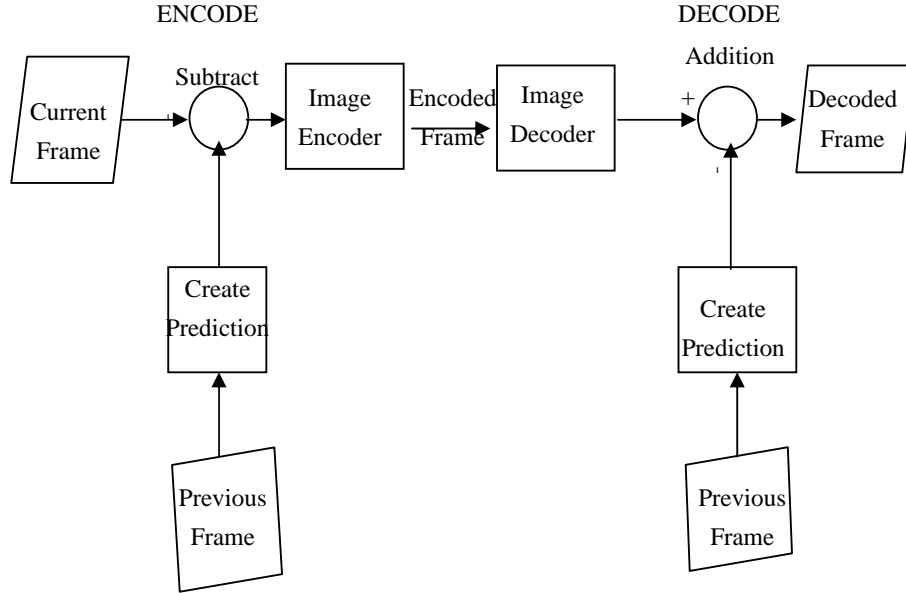 ENCODE
DECODE
Subtract
Addition
Current
Frame
Image
Encoder
Encoded
Frame
Image
Decoder
+
Decoded
Frame
Create
Prediction
Create
Prediction
Previous
Frame
Previous
Frame